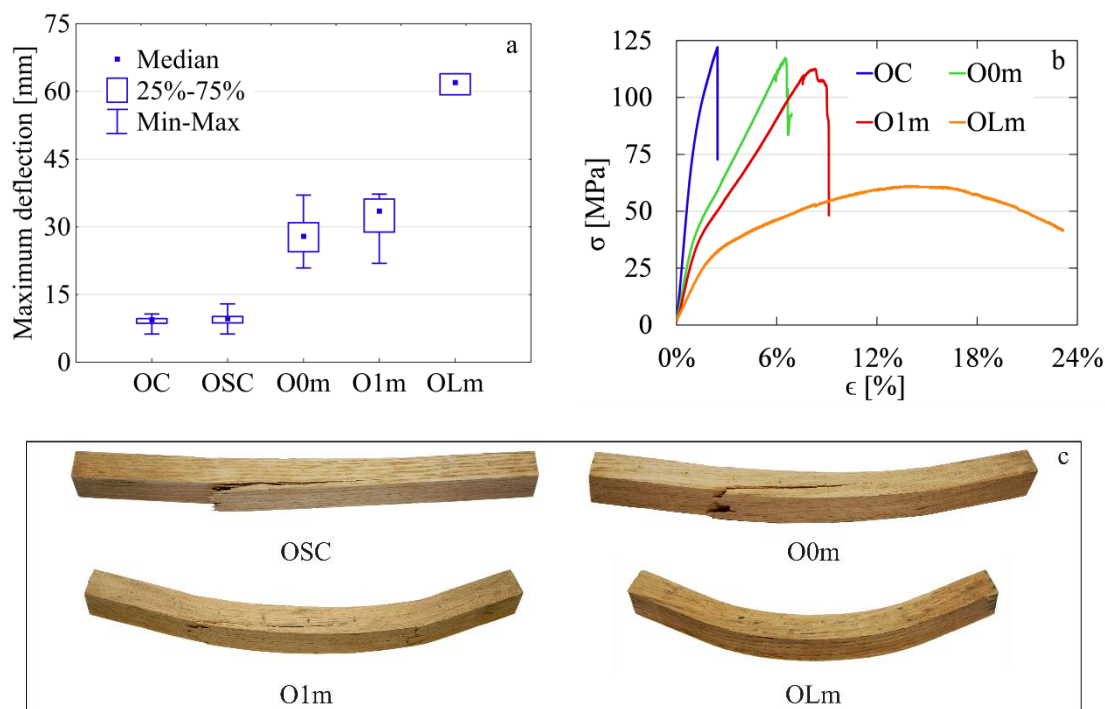 a
Maximum deflection [mm]
75
60
45
30
15
0
Median
25%-75%
Min-Max
OC OSC O0m O1m OLm
b
σ [MPa]
125
100
75
50
25
0
OC O0m
O1m OLm
0% 6% 12% 18% 24%
ϵ [%]
c
OSC O0m
O1m OLm